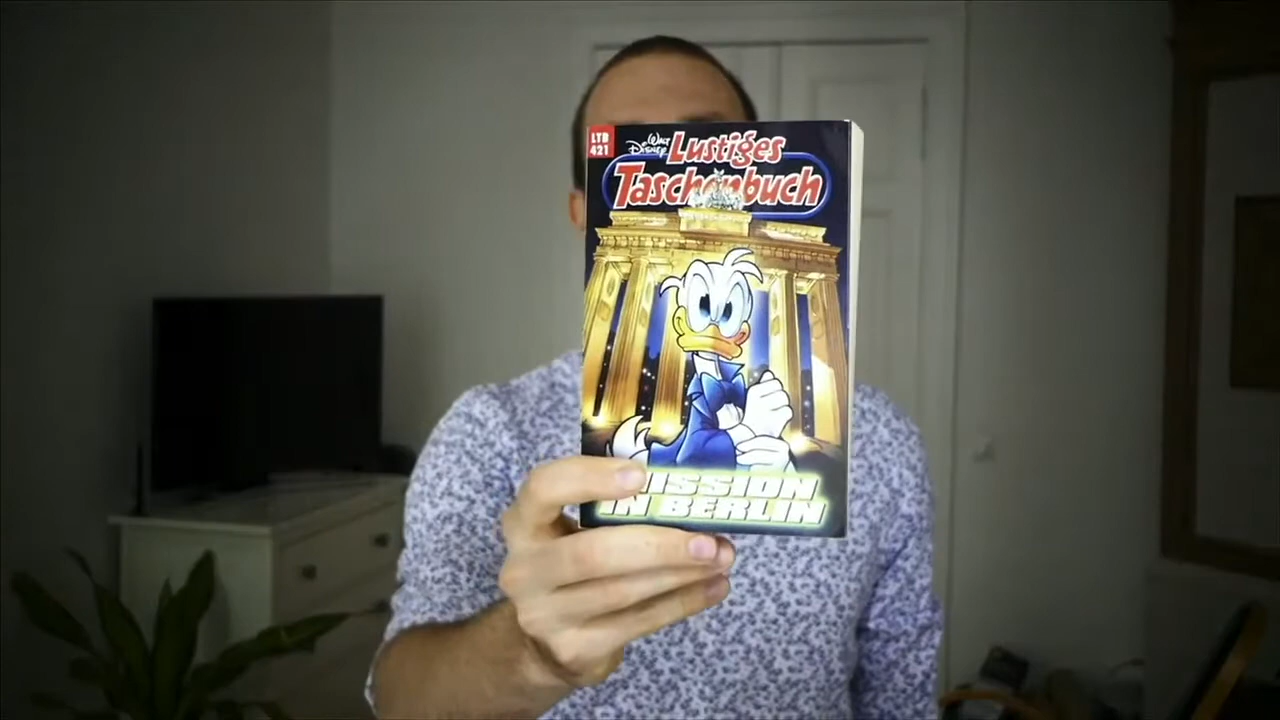 LTB
421
Walt Disney
Lustiges
Taschenbuch
MISSION
IN BERLIN